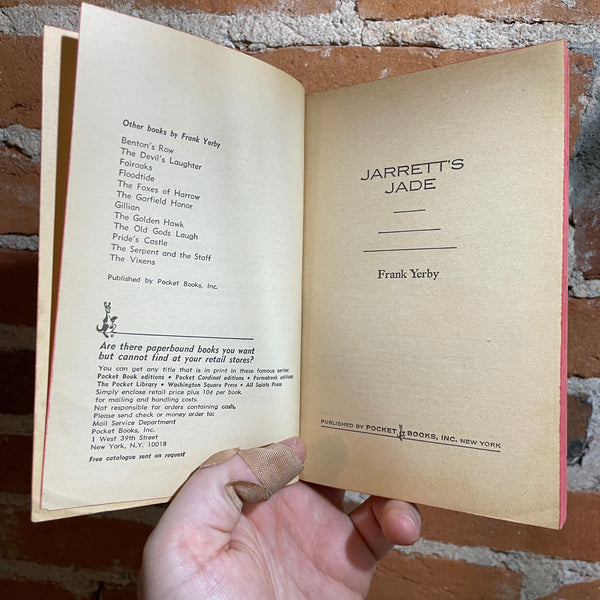 Other books by Frank Yerby
Benton's Row
The Devil's Laughter
Fairoaks
Floodtide
The Foxes of Harrow
The Garfield Honor
Gillian
The Golden Hawk
The Old Gods Laugh
Pride's Castle
The Serpent and the Staff
The Vixens
Published by Pocket Books, Inc.
Are there paperbound books you want
but cannot find at your retail stores?
You can get any title that is in print in these famous series:
Pocket Book editions • Pocket Cardinal editions • Permabook editions
The Pocket Library • Washington Square Press • All Saints Press
Simply enclose retail price plus 10¢ per book
for mailing and handling costs.
Not responsible for orders containing cash.
Please send check or money order to:
Mail Service Department
Pocket Books, Inc.
1 West 39th Street
New York, N.Y. 10018
Free catalogue sent on request
JARRETT'S
JADE
Frank Yerby
PUBLISHED BY POCKET BOOKS, INC. NEW YORK